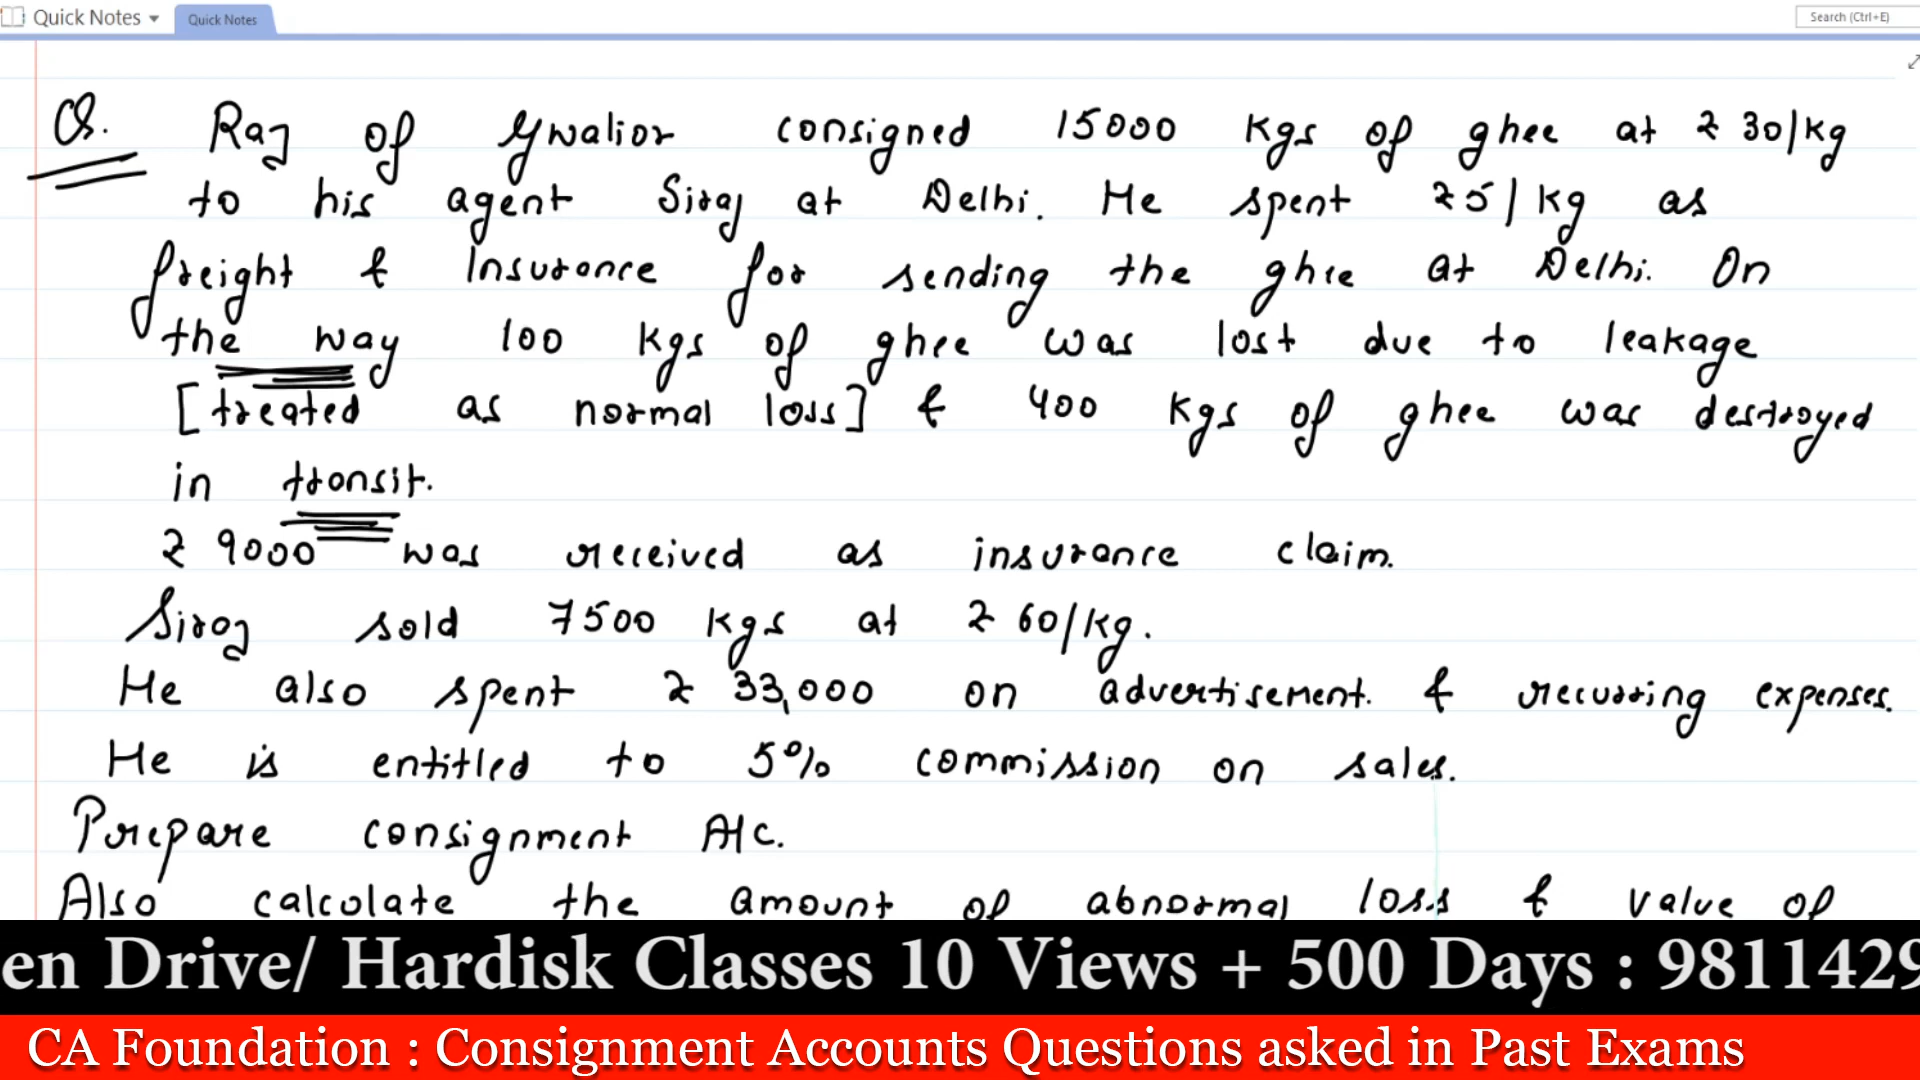 Quick Notes
Quick Notes
Search (Ctrl+E)
Q. Raj of Gwalior consigned 15000 kgs of ghee at ₹ 30/kg
to his agent Siraj at Delhi. He spent ₹5/kg as
freight & Insurance for sending the ghee at Delhi. On
the way 100 kgs of ghee was lost due to leakage
[treated as normal loss] & 400 kgs of ghee was destroyed
in transit.
₹ 9000 was received as insurance claim.
Siraj sold 7500 kgs at ₹ 60/kg.
He also spent ₹ 33,000 on advertisement & recurring expenses.
He is entitled to 5% commission on sales.
Prepare consignment A/c.
Also calculate the amount of abnormal loss & value of
en Drive/ Hardisk Classes 10 Views + 500 Days : 9811429
CA Foundation : Consignment Accounts Questions asked in Past Exams